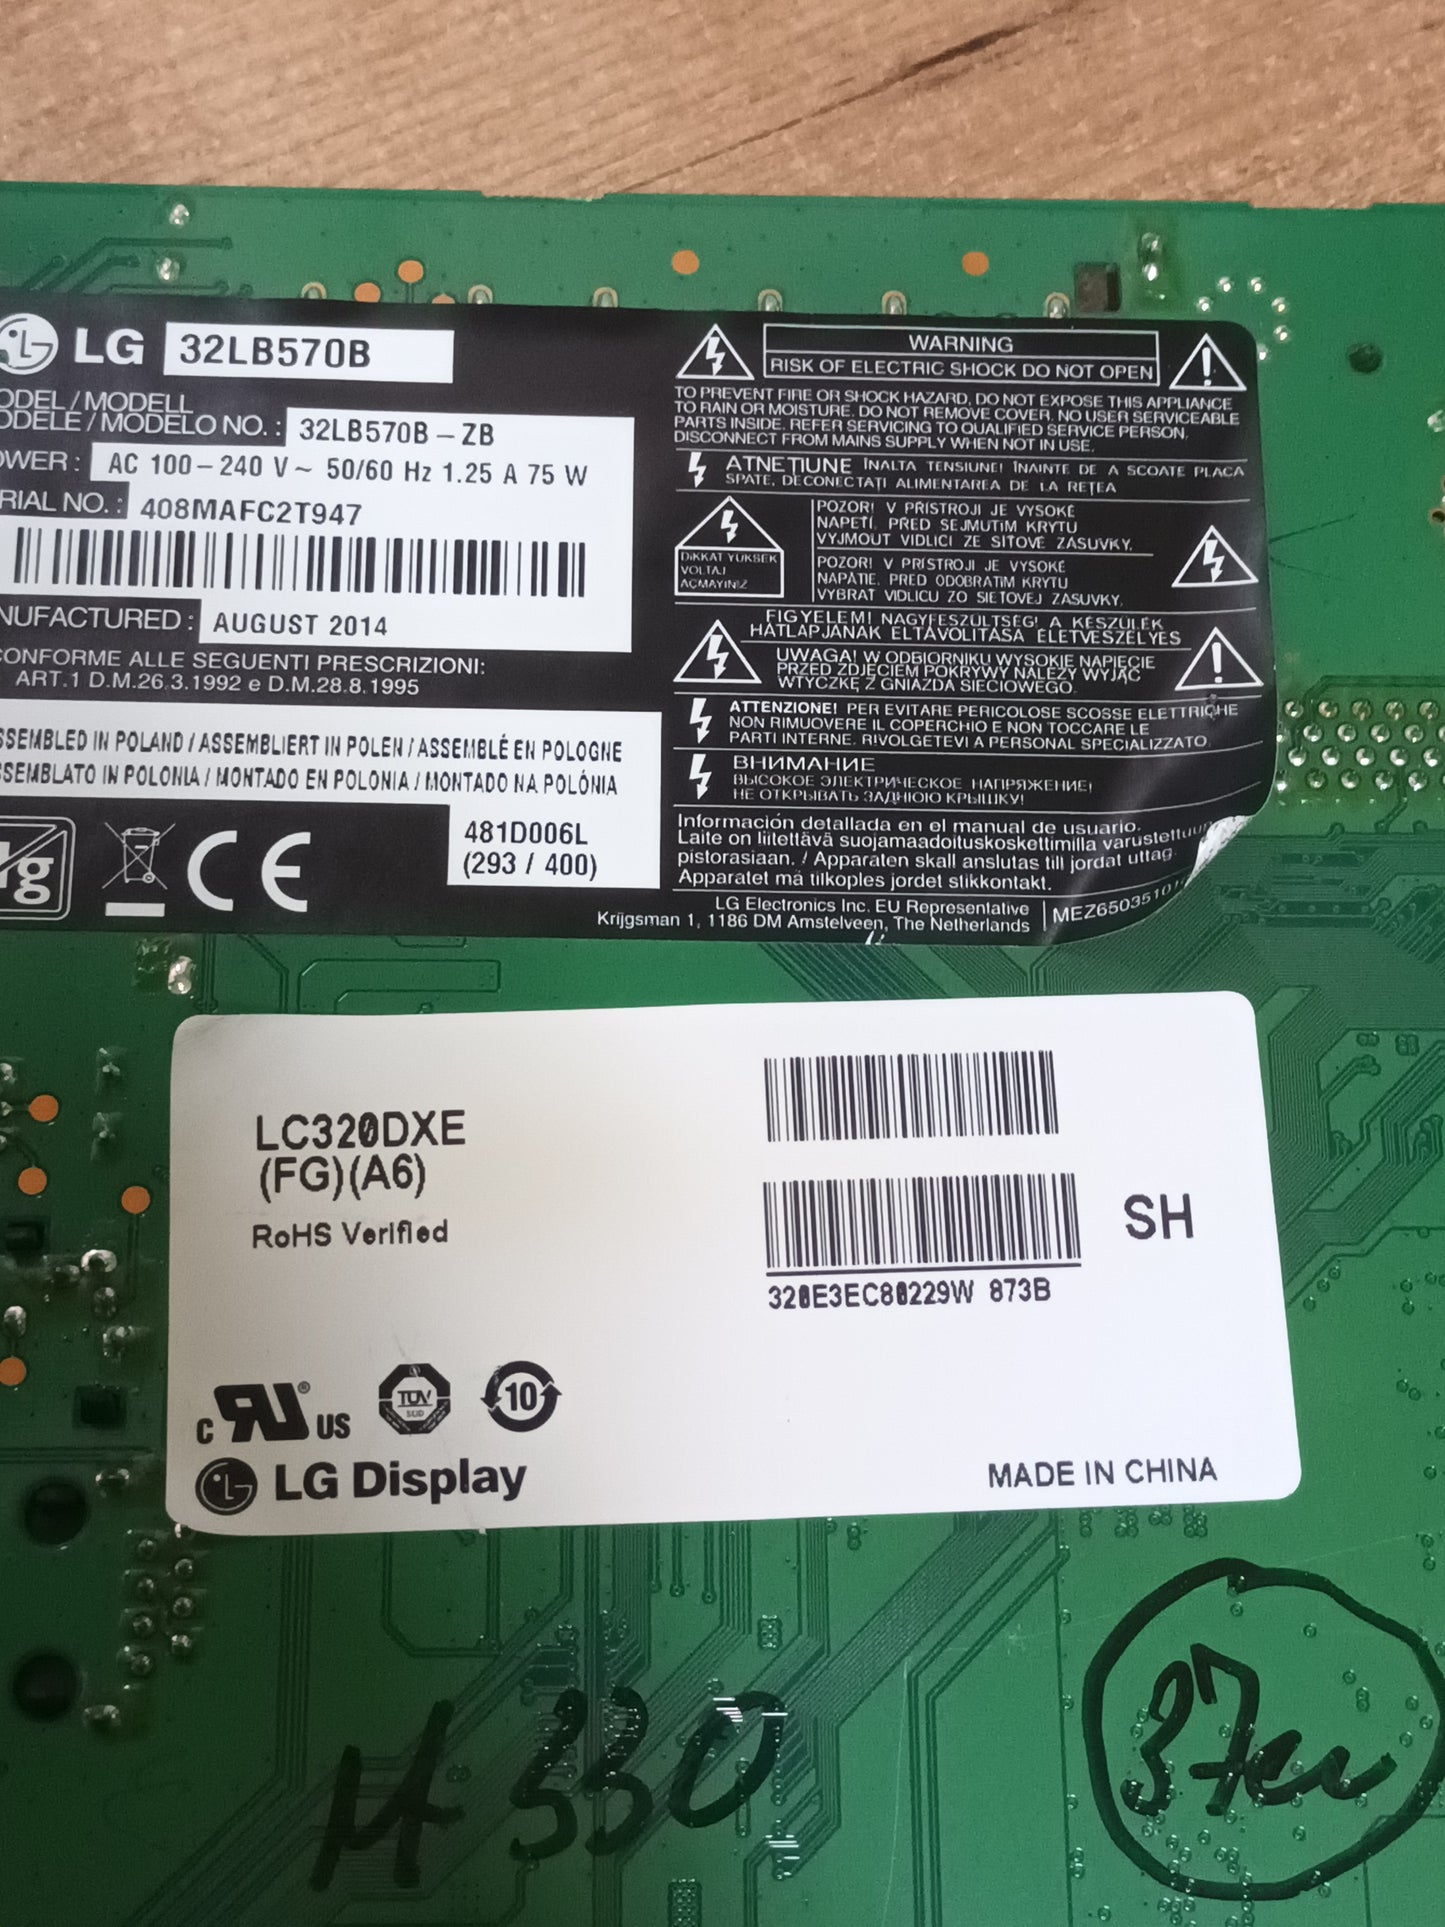 LG 32LB570B
ODEL / MODELL
ODELE / MODELO NO. : 32LB570B – ZB
OWER : AC 100 – 240 V ~ 50/60 Hz 1.25 A 75 W
RIAL NO. : 408MAFC2T947
NUFACTURED : AUGUST 2014
CONFORME ALLE SEGUENTI PRESCRIZIONI:
ART.1 D.M.26.3.1992 e D.M.28.8.1995
SSEMBLED IN POLAND / ASSEMBLIERT IN POLEN / ASSEMBLÉ EN POLOGNE
SSEMBLATO IN POLONIA / MONTADO EN POLONIA / MONTADO NA POLÓNIA
Hg
CE
481D006L
(293 / 400)
WARNING
RISK OF ELECTRIC SHOCK DO NOT OPEN
TO PREVENT FIRE OR SHOCK HAZARD, DO NOT EXPOSE THIS APPLIANCE
TO RAIN OR MOISTURE. DO NOT REMOVE COVER. NO USER SERVICEABLE
PARTS INSIDE. REFER SERVICING TO QUALIFIED SERVICE PERSON.
DISCONNECT FROM MAINS SUPPLY WHEN NOT IN USE.
ATNEȚIUNE ÎNALTA TENSIUNE! ÎNAINTE DE A SCOATE PLACA
SPATE, DECONECTAȚI ALIMENTAREA DE LA REȚEA
DİKKAT YÜKSEK
VOLTAJ
AÇMAYINIZ
POZOR! V PŘÍSTROJI JE VYSOKÉ
NAPĚTÍ. PŘED SEJMUTÍM KRYTU
VYJMOUT VIDLICI ZE SÍŤOVÉ ZÁSUVKY.
POZOR! V PRÍSTROJI JE VYSOKÉ
NAPÄTIE. PRED ODOBRATÍM KRYTU
VYBRAŤ VIDLICU ZO SIEŤOVEJ ZÁSUVKY.
FIGYELEM! NAGYFESZÜLTSÉG! A KÉSZÜLÉK
HÁTLAPJÁNAK ELTÁVOLÍTÁSA ÉLETVESZÉLYES
UWAGA! W ODBIORNIKU WYSOKIE NAPIĘCIE
PRZED ZDJĘCIEM POKRYWY NALEŻY WYJĄĆ
WTYCZKĘ Z GNIAZDA SIECIOWEGO.
ATTENZIONE! PER EVITARE PERICOLOSE SCOSSE ELETTRICHE
NON RIMUOVERE IL COPERCHIO E NON TOCCARE LE
PARTI INTERNE. RIVOLGETEVI A PERSONAL SPECIALIZZATO
ВНИМАНИЕ
ВЫСОКОЕ ЭЛЕКТРИЧЕСКОЕ НАПРЯЖЕНИЕ!
НЕ ОТКРЫВАТЬ ЗАДНЮЮ КРЫШКУ!
Información detallada en el manual de usuario.
Laite on liitettävä suojamaadoituskoskettimilla varustettuun
pistorasiaan. / Apparaten skall anslutas till jordat uttag.
Apparatet må tilkoples jordet stikkontakt.
LG Electronics Inc. EU Representative
Krijgsman 1, 1186 DM Amstelveen, The Netherlands
MEZ6503510
LC320DXE
(FG)(A6)
RoHS Verified
SH
320E3EC80229W 873B
c RU ® US TÜV SÜD 10
LG Display
MADE IN CHINA
330